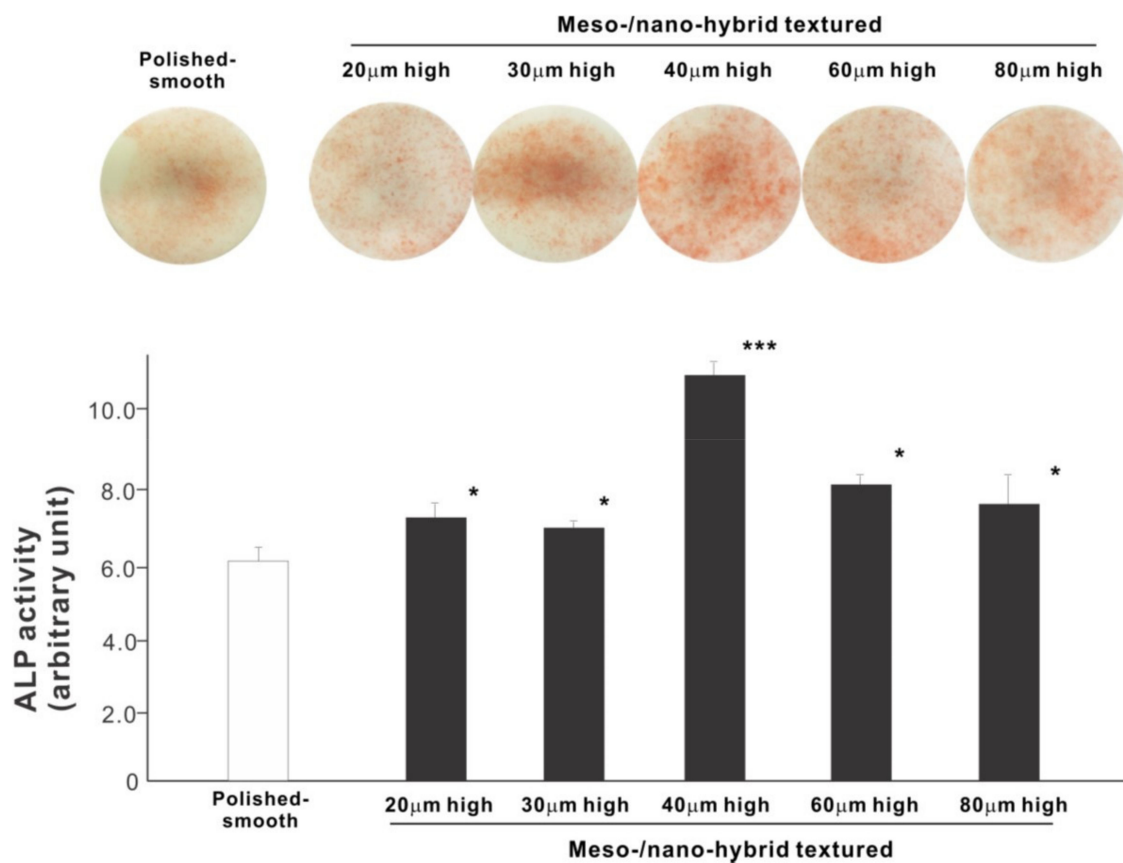 Meso-/nano-hybrid textured
Polished-
smooth
20μm high
30μm high
40μm high
60μm high
80μm high
ALP activity
(arbitrary unit)
10.0
8.0
6.0
4.0
2.0
0
*
*
***
*
*
Polished-
smooth
20μm high
30μm high
40μm high
60μm high
80μm high
Meso-/nano-hybrid textured